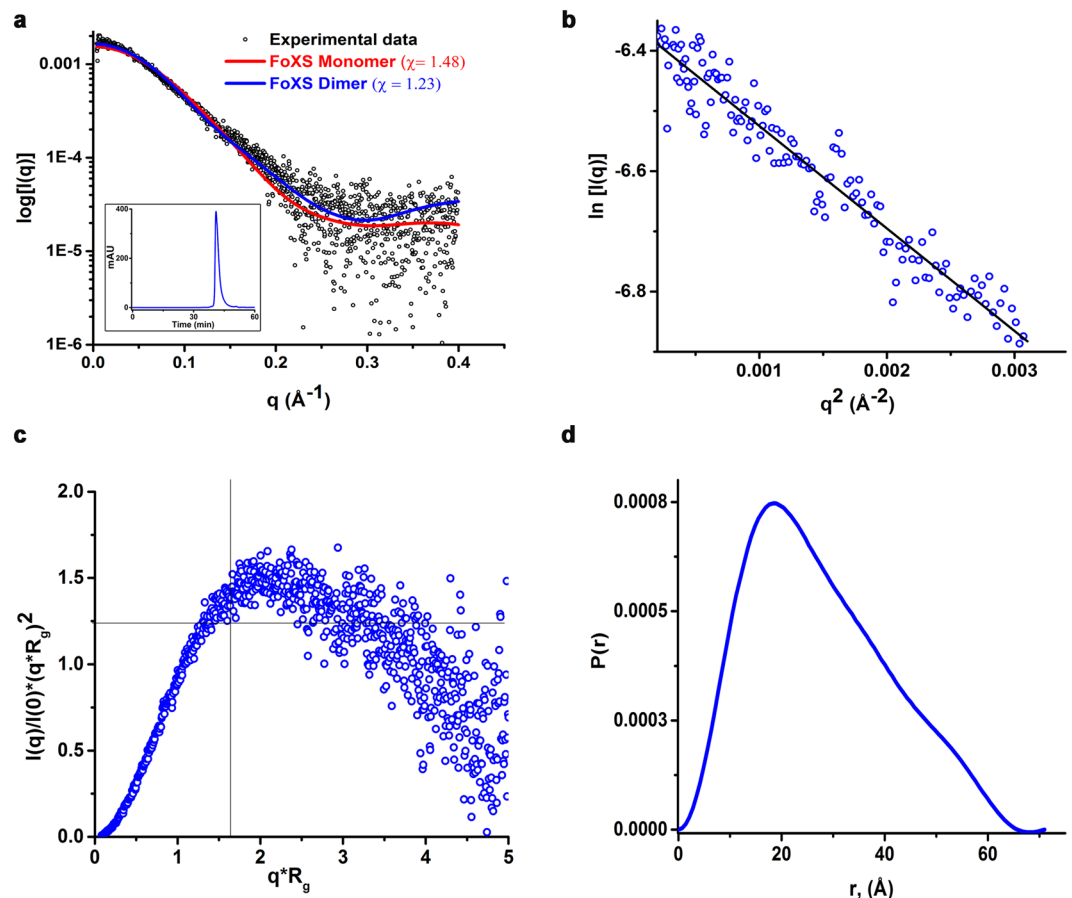 a
Experimental data
FoXS Monomer (χ= 1.48)
FoXS Dimer (χ = 1.23)
log[I(q)]
0.001
1E-4
1E-5
1E-6
0.0 0.1 0.2 0.3 0.4
q (Å-1)
mAU
400
200
0
0 30 60
Time (min)
b
ln [I(q)]
-6.4
-6.6
-6.8
0.001 0.002 0.003
q2 (Å-2)
c
I(q)/I(0)*(q*Rg)2
2.0
1.5
1.0
0.5
0.0
0 1 2 3 4 5
q*Rg
d
P(r)
0.0008
0.0005
0.0003
0.0000
0 20 40 60
r, (Å)